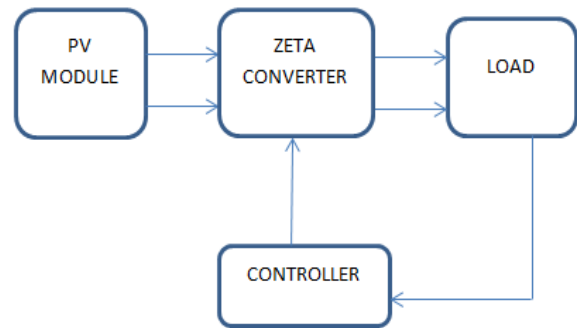 PV
MODULE
ZETA
CONVERTER
LOAD
CONTROLLER